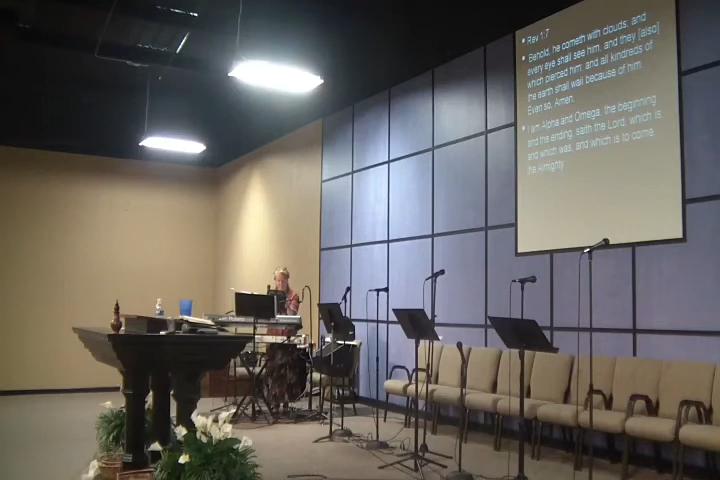 • Rev 1:7
• Behold, he cometh with clouds; and
every eye shall see him, and they [also]
which pierced him: and all kindreds of
the earth shall wail because of him.
Even so, Amen.
• I am Alpha and Omega, the beginning
and the ending, saith the Lord, which is,
and which was, and which is to come,
the Almighty